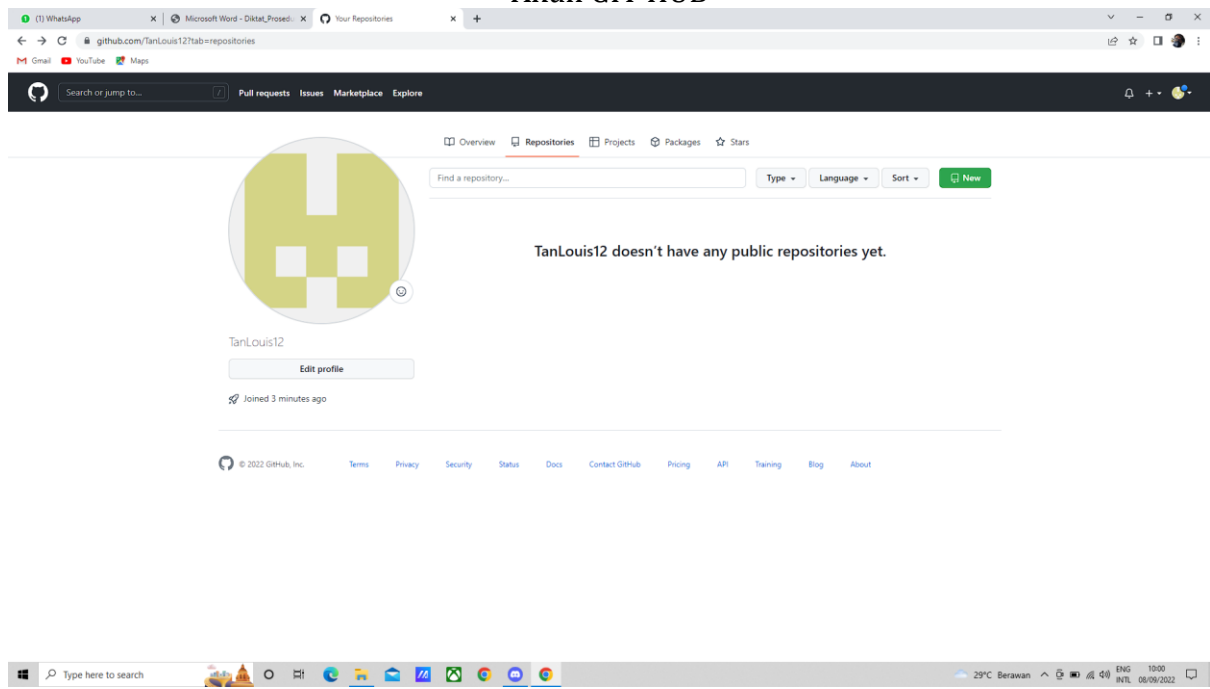 (1) WhatsApp
Microsoft Word - Diktat_Prosedu
Your Repositories
github.com/TanLouis12?tab=repositories
Gmail
YouTube
Maps
Search or jump to...
/
Pull requests Issues Marketplace Explore
Overview Repositories Projects Packages Stars
Find a repository...
Type
Language
Sort
New
TanLouis12 doesn't have any public repositories yet.
TanLouis12
Edit profile
Joined 3 minutes ago
© 2022 GitHub, Inc. Terms Privacy Security Status Docs Contact GitHub Pricing API Training Blog About
Type here to search
29°C Berawan
ENG
INTL
10:00
08/09/2022